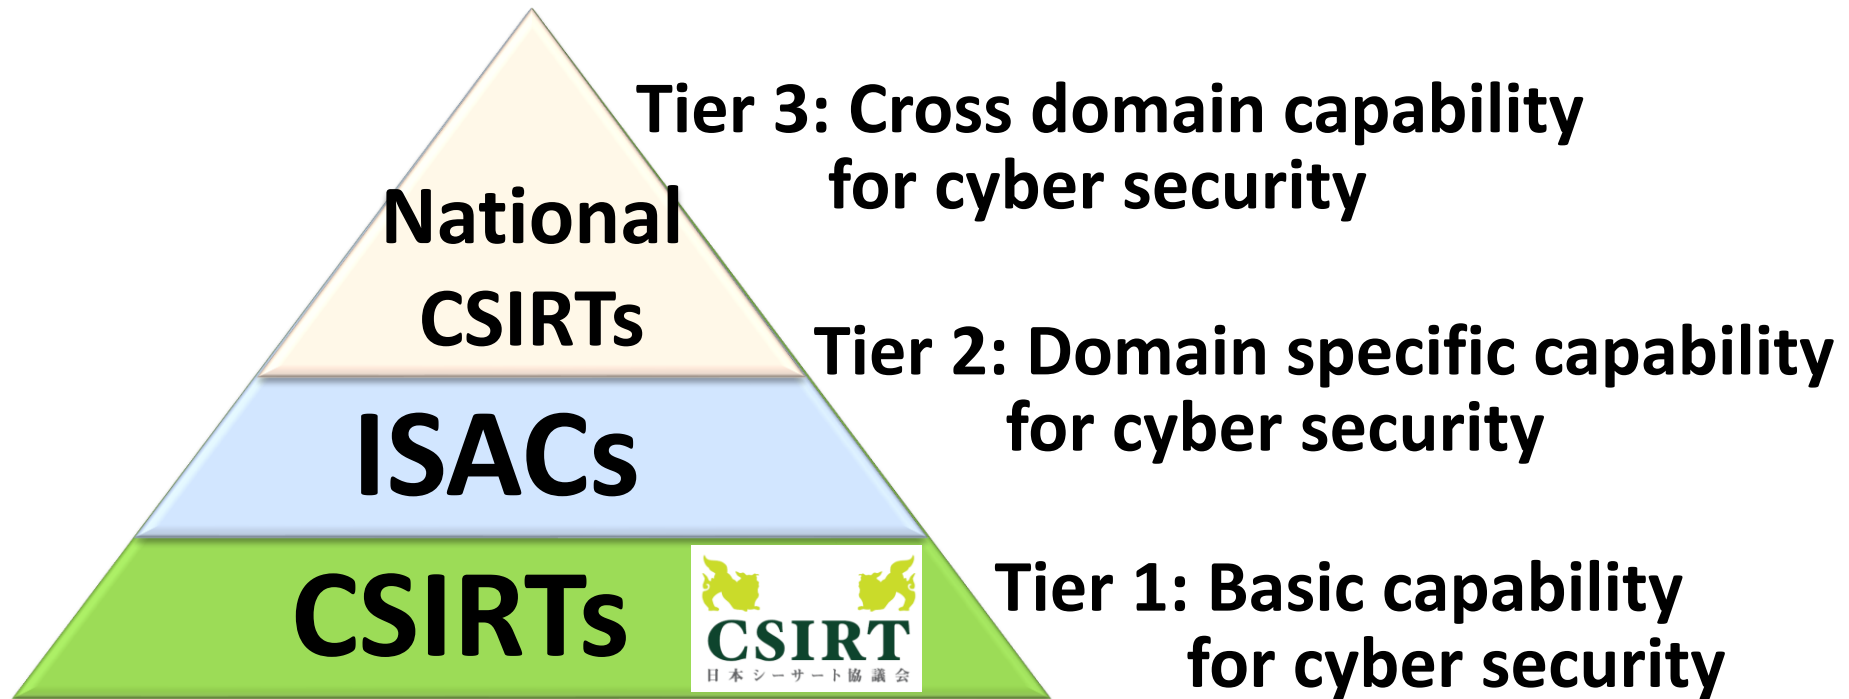 Tier 3: Cross domain capability
for cyber security
National
CSIRTs
Tier 2: Domain specific capability
for cyber security
ISACs
Tier 1: Basic capability
for cyber security
CSIRTs
CSIRT
日本シーサート協議会